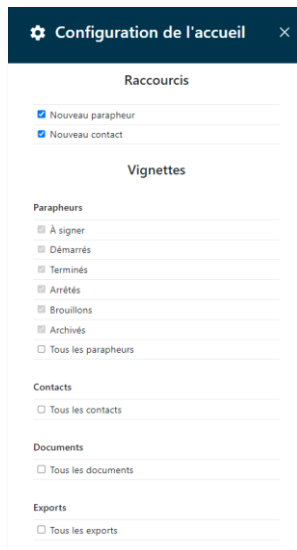 Configuration de l'accueil
Raccourcis
Nouveau parapheur
Nouveau contact
Vignettes
Parapheurs
À signer
Démarrés
Terminés
Arrêtés
Brouillons
Archivés
Tous les parapheurs
Contacts
Tous les contacts
Documents
Tous les documents
Exports
Tous les exports